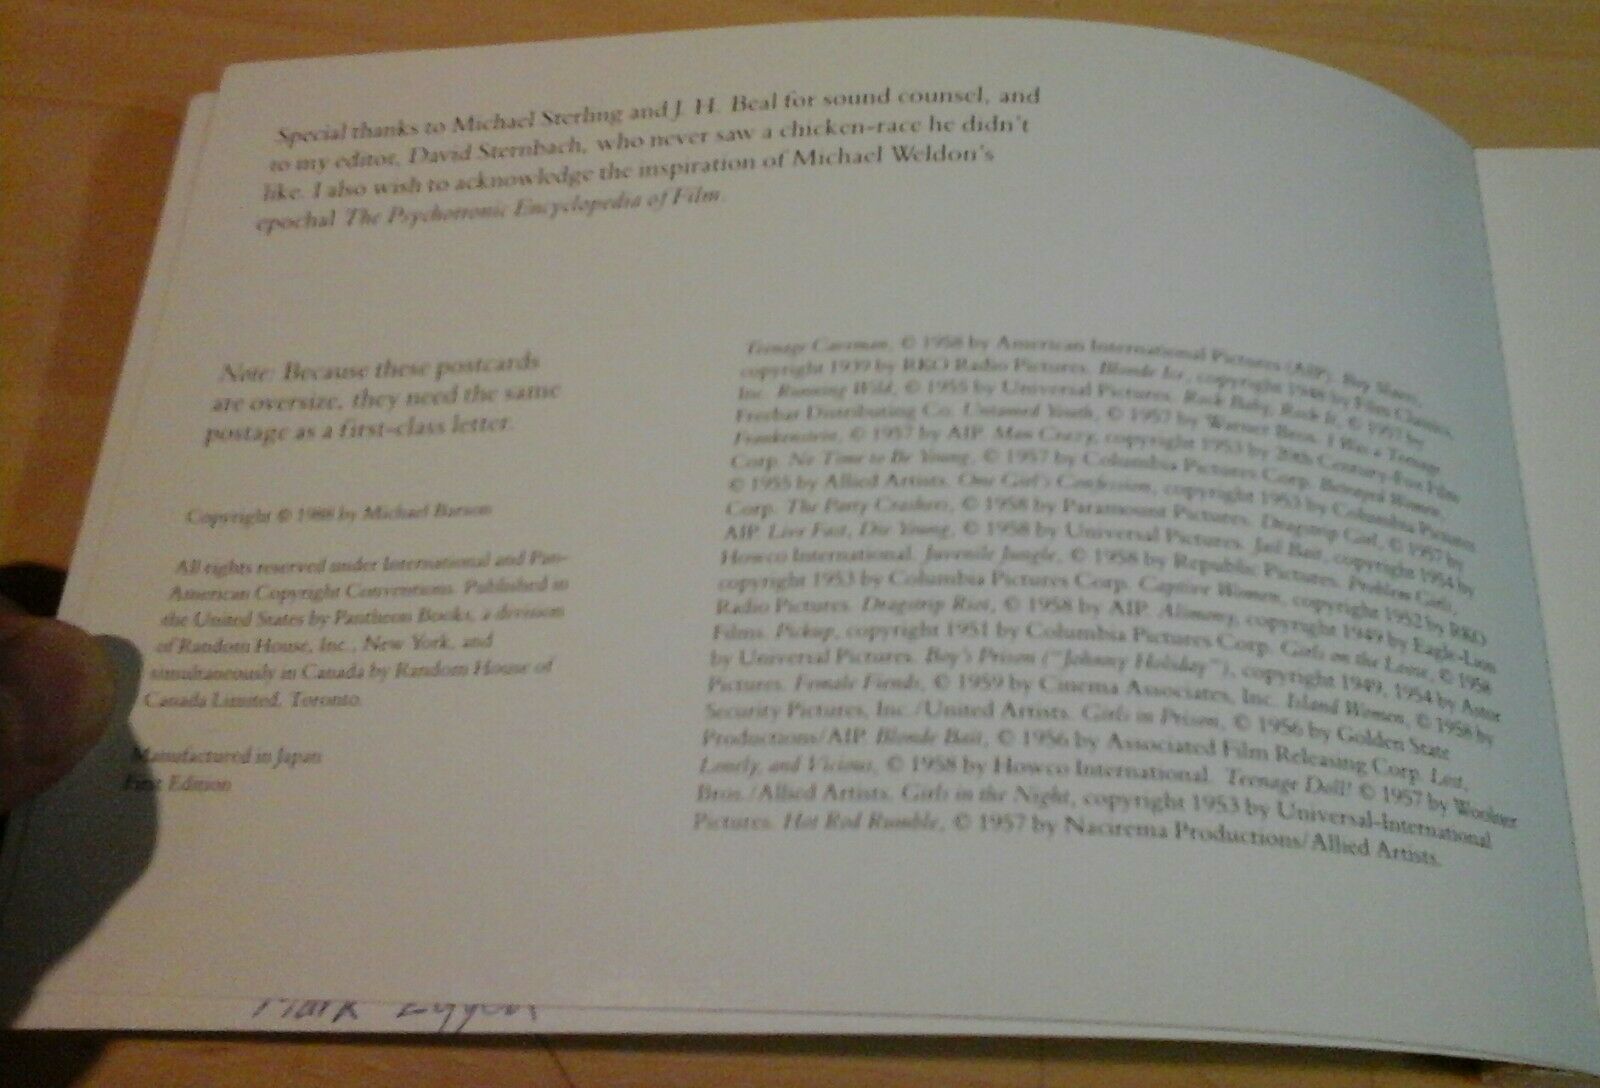 Special thanks to Michael Sterling and J. H. Beal for sound counsel, and
to my editor, David Sternbach, who never saw a chicken-race he didn't
like. I also wish to acknowledge the inspiration of Michael Weldon's
epochal The Psychotronic Encyclopedia of Film.
Note: Because these postcards
are oversize, they need the same
postage as a first-class letter.
Copyright © 1988 by Michael Barson
All rights reserved under International and Pan-
American Copyright Conventions. Published in
the United States by Pantheon Books, a division
of Random House, Inc., New York, and
simultaneously in Canada by Random House of
Canada Limited, Toronto.
Manufactured in Japan
First Edition
Teenage Caveman, © 1958 by American International Pictures (AIP). Boy Slaves,
copyright 1939 by RKO Radio Pictures. Blonde Ice, copyright 1948 by Film Classics,
Inc. Running Wild, © 1955 by Universal Pictures. Rock Baby, Rock It, © 1957 by
Freebar Distributing Co. Untamed Youth, © 1957 by Warner Bros. I Was a Teenage
Frankenstein, © 1957 by AIP. Man Crazy, copyright 1953 by 20th Century-Fox Film
Corp. No Time to Be Young, © 1957 by Columbia Pictures Corp. Betrayed Women,
© 1955 by Allied Artists. One Girl's Confession, copyright 1953 by Columbia Pictures
Corp. The Party Crashers, © 1958 by Paramount Pictures. Dragstrip Girl, © 1957 by
AIP. Live Fast, Die Young, © 1958 by Universal Pictures. Jail Bait, copyright 1954 by
Howco International. Juvenile Jungle, © 1958 by Republic Pictures. Problem Girls,
copyright 1953 by Columbia Pictures Corp. Captive Women, copyright 1952 by RKO
Radio Pictures. Dragstrip Riot, © 1958 by AIP. Alimony, copyright 1949 by Eagle-Lion
Films. Pickup, copyright 1951 by Columbia Pictures Corp. Girls on the Loose, © 1958
by Universal Pictures. Boy's Prison ("Johnny Holiday"), copyright 1949, 1954 by Astor
Pictures. Female Fiends, © 1959 by Cinema Associates, Inc. Island Women, © 1958 by
Security Pictures, Inc./United Artists. Girls in Prison, © 1956 by Golden State
Productions/AIP. Blonde Bait, © 1956 by Associated Film Releasing Corp. Lost,
Lonely, and Vicious, © 1958 by Howco International. Teenage Doll! © 1957 by Woolner
Bros./Allied Artists. Girls in the Night, copyright 1953 by Universal-International
Pictures. Hot Rod Rumble, © 1957 by Nacirema Productions/Allied Artists.
Mark